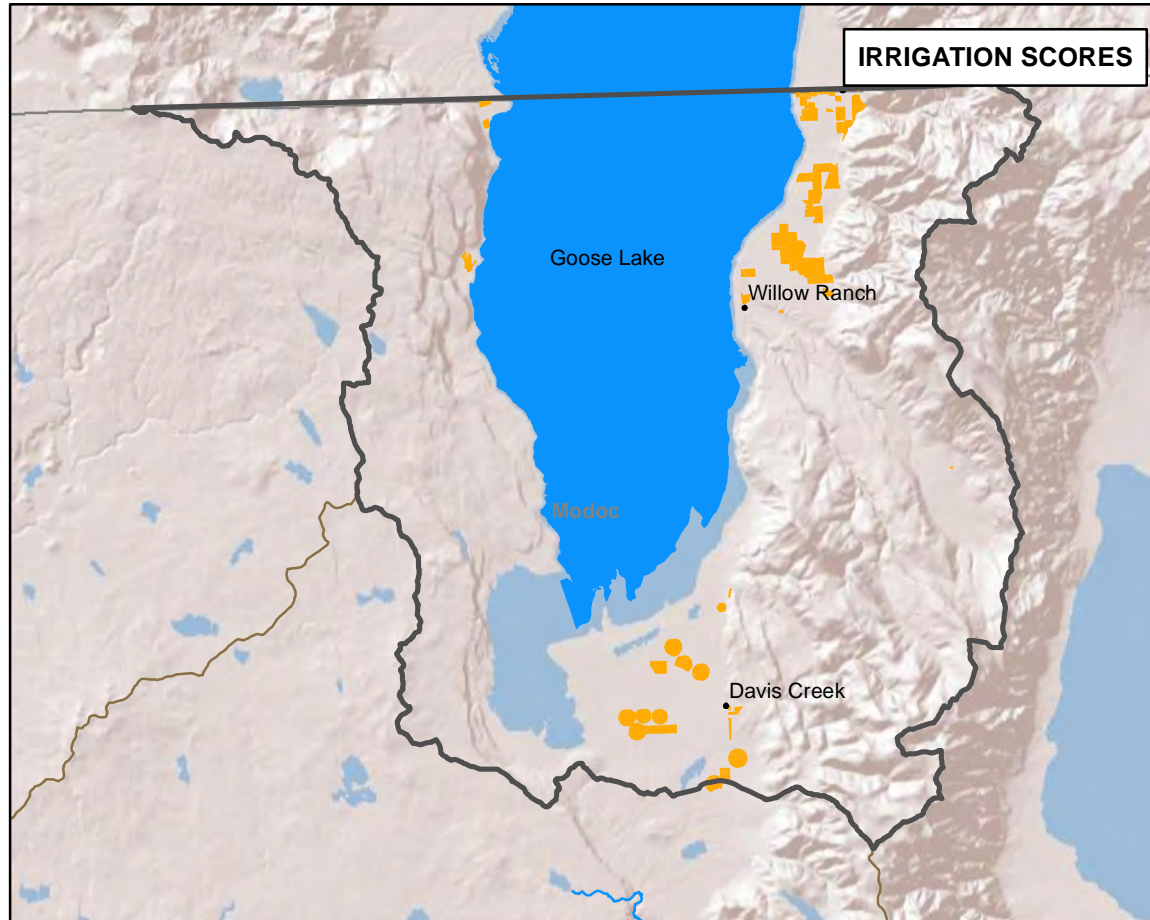 IRRIGATION SCORES
Goose Lake
Willow Ranch
Modoc
Davis Creek